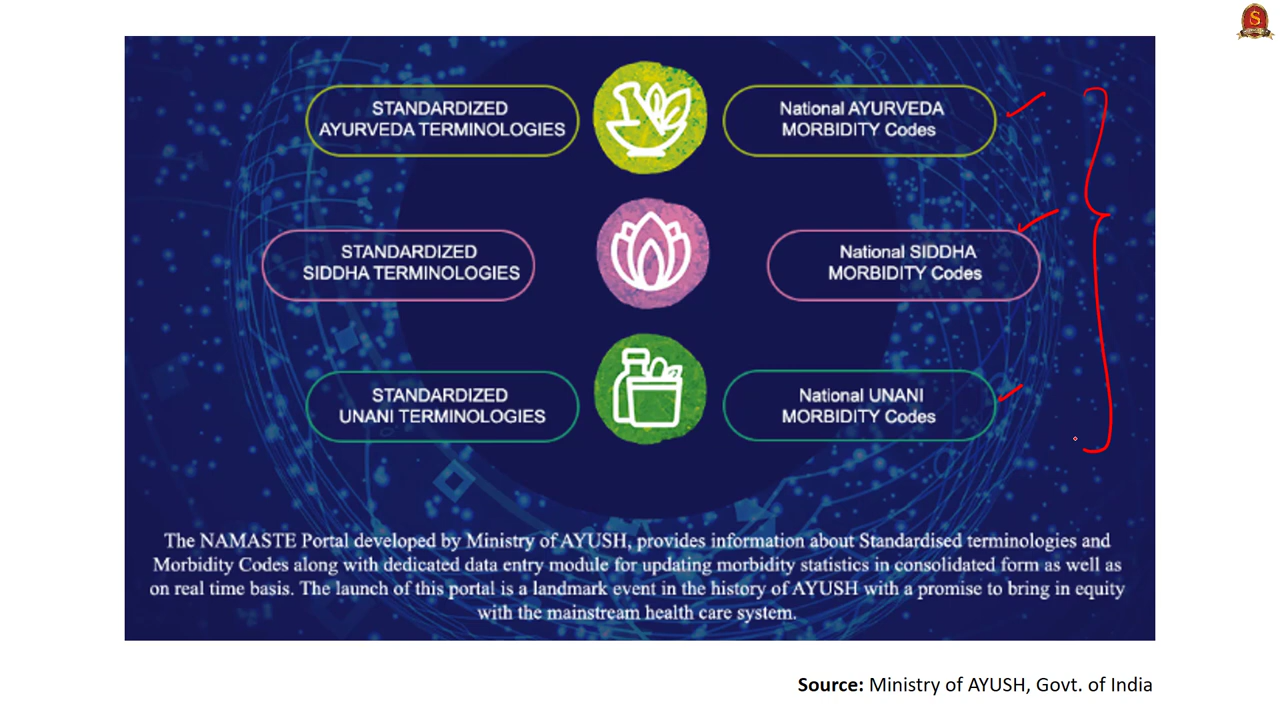 STANDARDIZED
AYURVEDA TERMINOLOGIES
National AYURVEDA
MORBIDITY Codes
STANDARDIZED
SIDDHA TERMINOLOGIES
National SIDDHA
MORBIDITY Codes
STANDARDIZED
UNANI TERMINOLOGIES
National UNANI
MORBIDITY Codes
The NAMASTE Portal developed by Ministry of AYUSH, provides information about Standardised terminologies and
Morbidity Codes along with dedicated data entry module for updating morbidity statistics in consolidated form as well as
on real time basis. The launch of this portal is a landmark event in the history of AYUSH with a promise to bring in equity
with the mainstream health care system.
Source: Ministry of AYUSH, Govt. of India